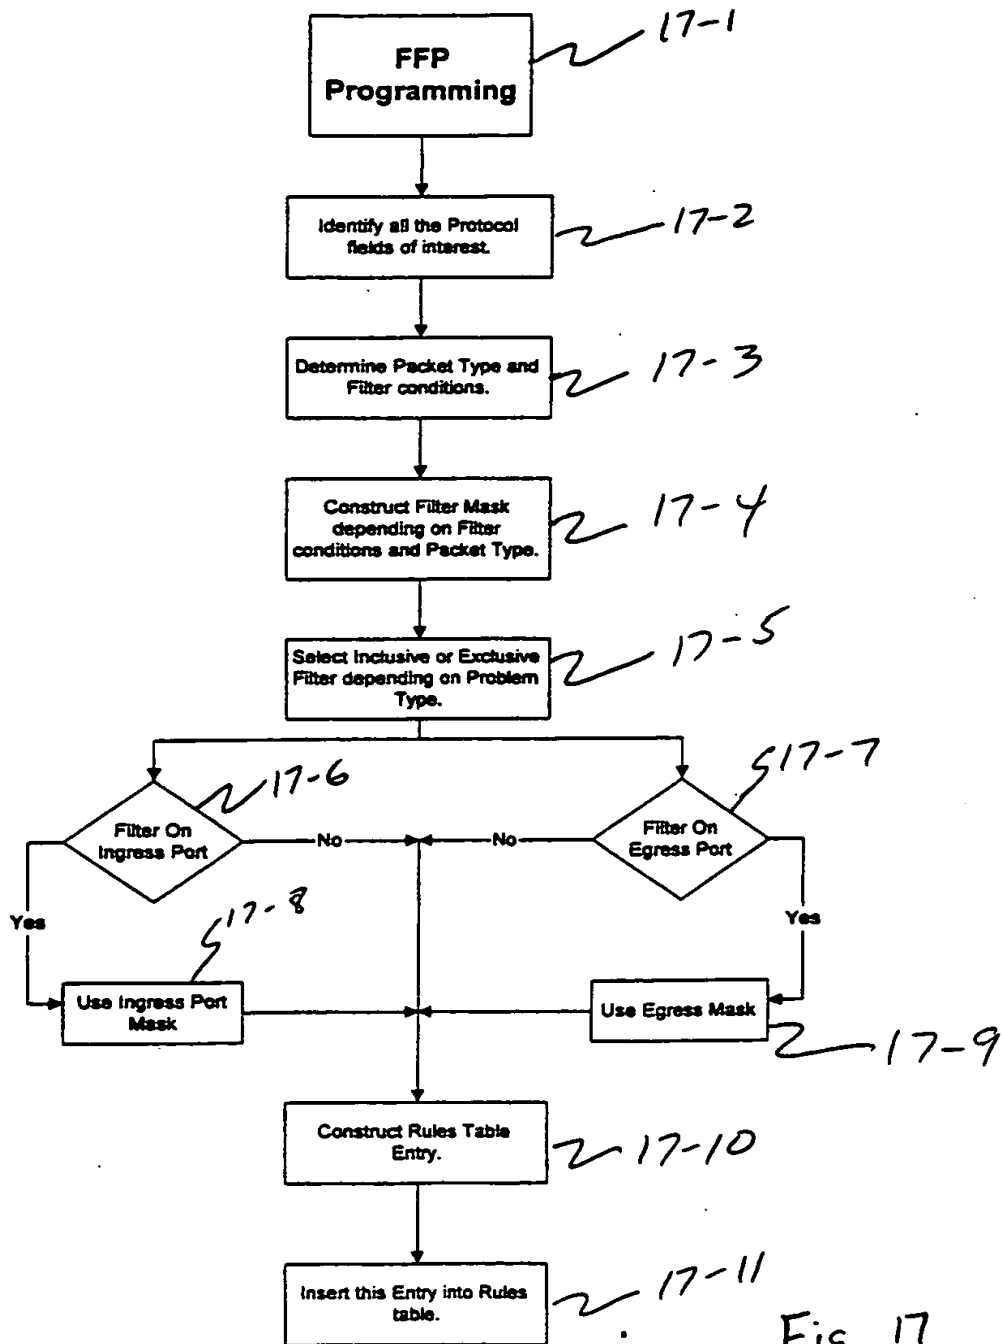 FFP
Programming
17-1
Identify all the Protocol
fields of interest.
17-2
Determine Packet Type and
Filter conditions.
17-3
Construct Filter Mask
depending on Filter
conditions and Packet Type.
17-4
Select Inclusive or Exclusive
Filter depending on Problem
Type.
17-5
Filter On
Ingress Port
17-6
No
No
Filter On
Egress Port
17-7
Yes
Yes
Use Ingress Port
Mask
17-8
Use Egress Mask
17-9
Construct Rules Table
Entry.
17-10
Insert this Entry into Rules
table.
17-11
Fig. 17